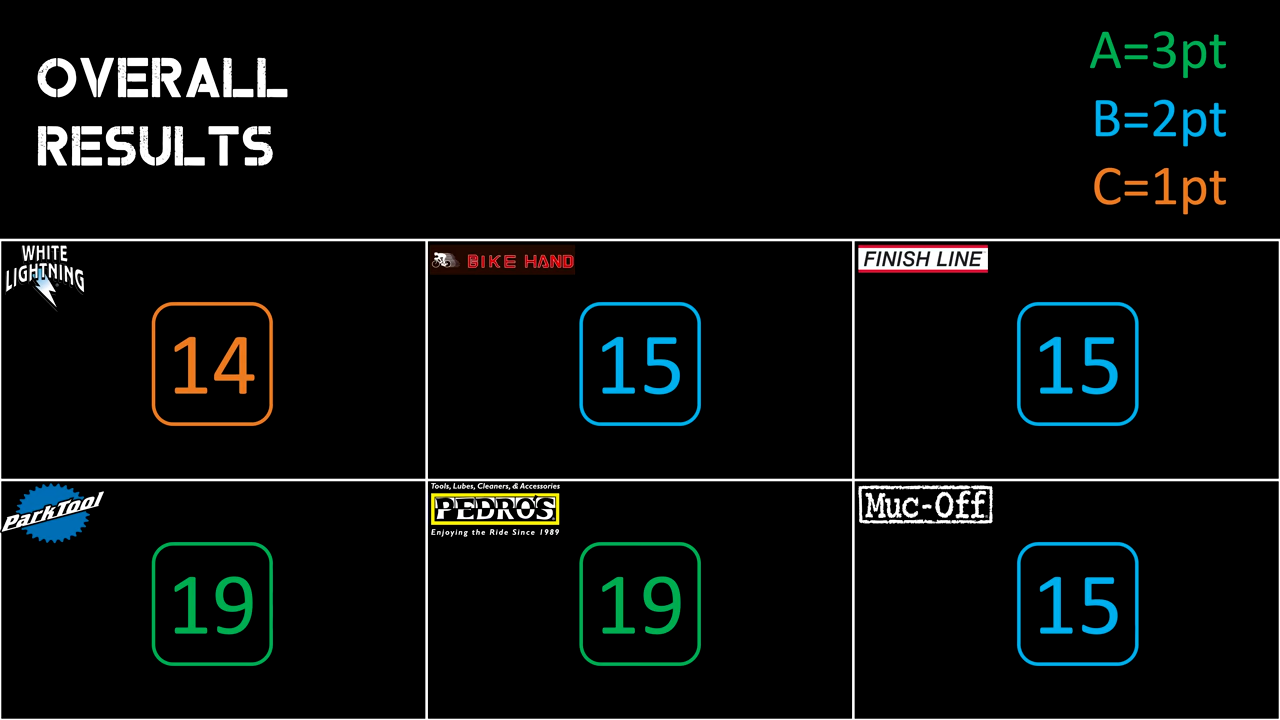 OVERALL
RESULTS
A=3pt
B=2pt
C=1pt
WHITE
LIGHTNING
14
BIKE HAND
15
FINISH LINE
15
PARKTOOL
19
Tools, Lubes, Cleaners, & Accessories
PEDRO'S
Enjoying the Ride Since 1989
19
Muc-Off
15